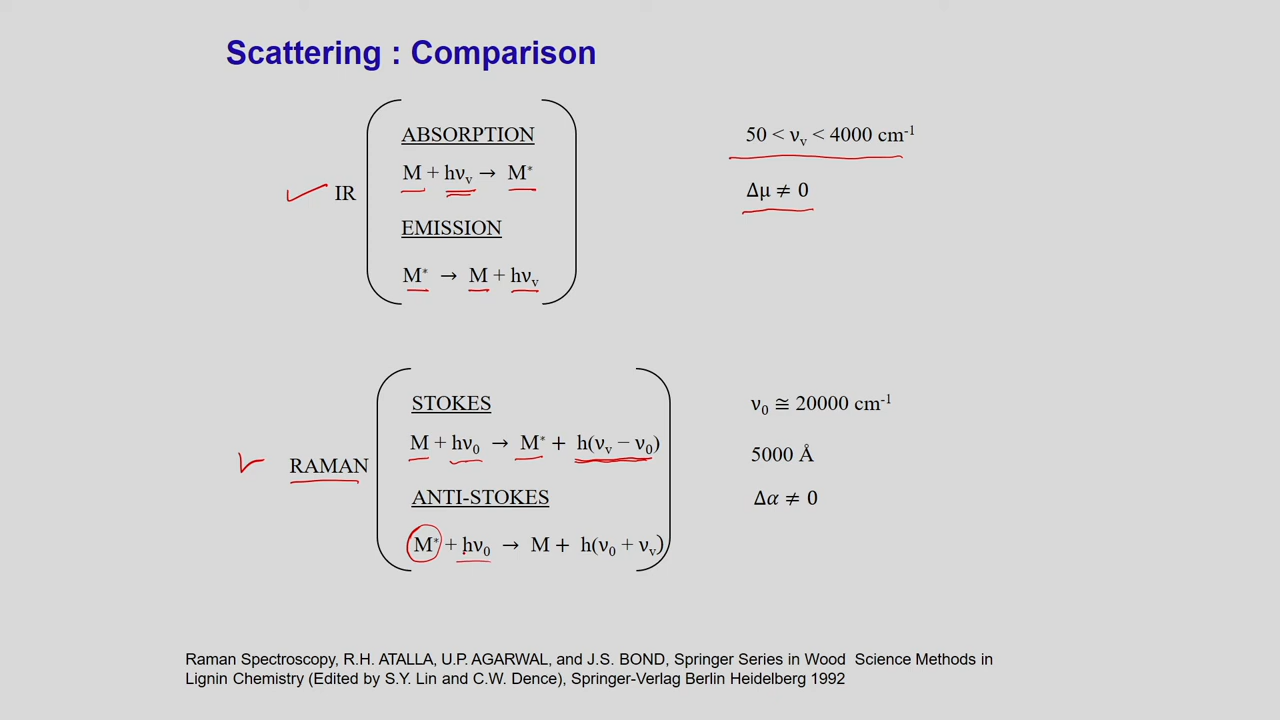 Scattering : Comparison
ABSORPTION
50 < νᵥ < 4000 cm⁻¹
M + hνᵥ → M*
IR
Δμ ≠ 0
EMISSION
M* → M + hνᵥ
STOKES
ν₀ ≅ 20000 cm⁻¹
M + hν₀ → M* + h(νᵥ − ν₀)
RAMAN
5000 Å
ANTI-STOKES
Δα ≠ 0
M* + hν₀ → M + h(ν₀ + νᵥ)
Raman Spectroscopy, R.H. ATALLA, U.P. AGARWAL, and J.S. BOND, Springer Series in Wood Science Methods in
Lignin Chemistry (Edited by S.Y. Lin and C.W. Dence), Springer-Verlag Berlin Heidelberg 1992